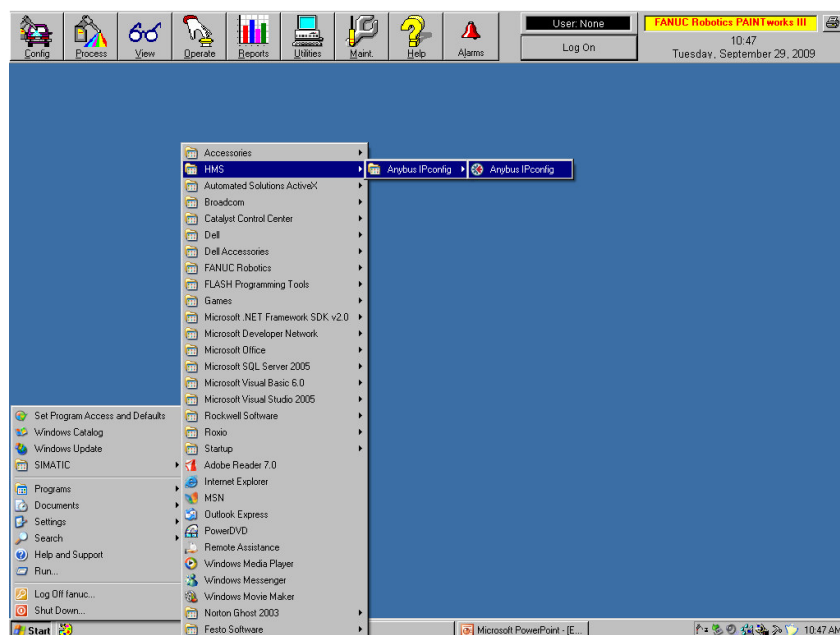 Config Process View Operate Reports Utilities Maint. Help Alarms
User: None
Log On
FANUC Robotics PAINTworks III
10:47
Tuesday, September 29, 2009
Accessories
HMS
Anybus IPconfig
Anybus IPconfig
Automated Solutions ActiveX
Broadcom
Catalyst Control Center
Dell
Dell Accessories
FANUC Robotics
FLASH Programming Tools
Games
Microsoft .NET Framework SDK v2.0
Microsoft Developer Network
Microsoft Office
Microsoft SQL Server 2005
Microsoft Visual Basic 6.0
Microsoft Visual Studio 2005
Rockwell Software
Roxio
Startup
Adobe Reader 7.0
Internet Explorer
MSN
Outlook Express
PowerDVD
Remote Assistance
Windows Media Player
Windows Messenger
Windows Movie Maker
Norton Ghost 2003
Festo Software
Set Program Access and Defaults
Windows Catalog
Windows Update
SIMATIC
Programs
Documents
Settings
Search
Help and Support
Run...
Log Off fanuc...
Shut Down...
Start
Microsoft PowerPoint - [E...
10:47 AM